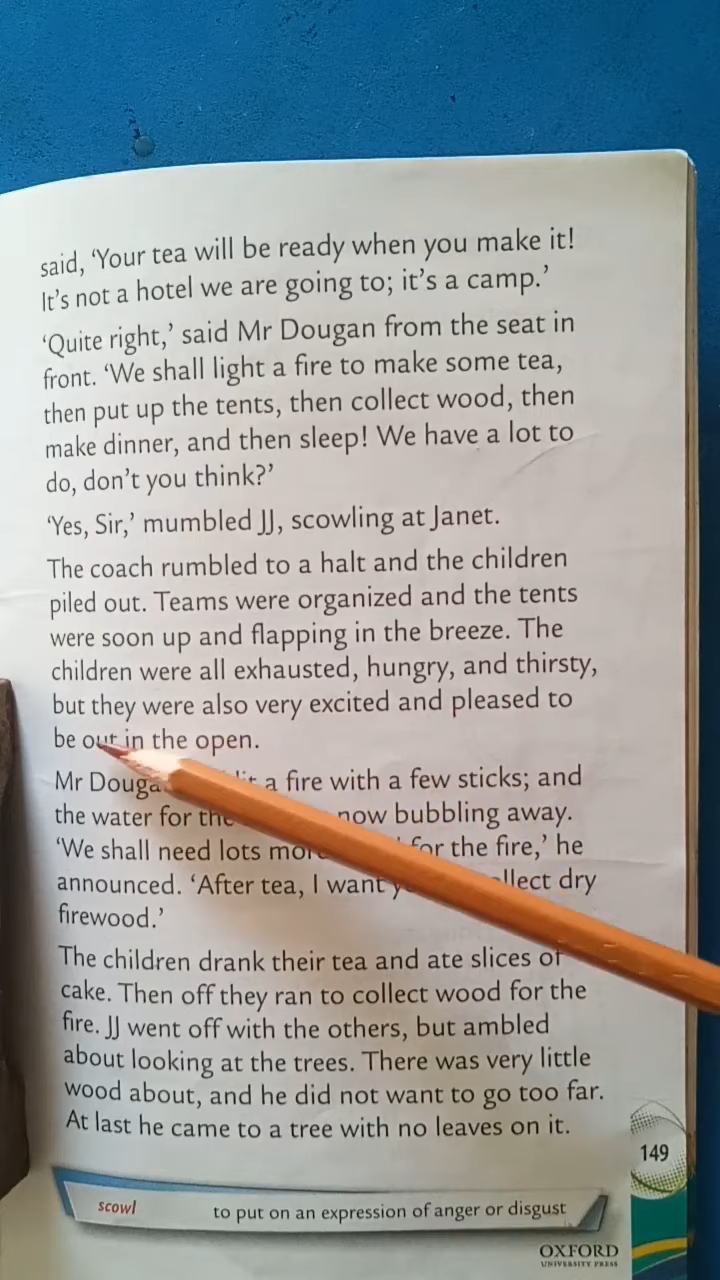 said, ‘Your tea will be ready when you make it!
It’s not a hotel we are going to; it’s a camp.’
‘Quite right,’ said Mr Dougan from the seat in
front. ‘We shall light a fire to make some tea,
then put up the tents, then collect wood, then
make dinner, and then sleep! We have a lot to
do, don’t you think?’
‘Yes, Sir,’ mumbled JJ, scowling at Janet.
The coach rumbled to a halt and the children
piled out. Teams were organized and the tents
were soon up and flapping in the breeze. The
children were all exhausted, hungry, and thirsty,
but they were also very excited and pleased to
be out in the open.
Mr a fire with a few sticks; and
the water for now bubbling away.
‘We shall need lots for the fire,’ he
announced. ‘After tea, I want dry
firewood.’
The children drank their tea and ate slices of
cake. Then off they ran to collect wood for the
fire. JJ went off with the others, but ambled
about looking at the trees. There was very little
wood about, and he did not want to go too far.
At last he came to a tree with no leaves on it.
149
scowl to put on an expression of anger or disgust
OXFORD
UNIVERSITY PRESS